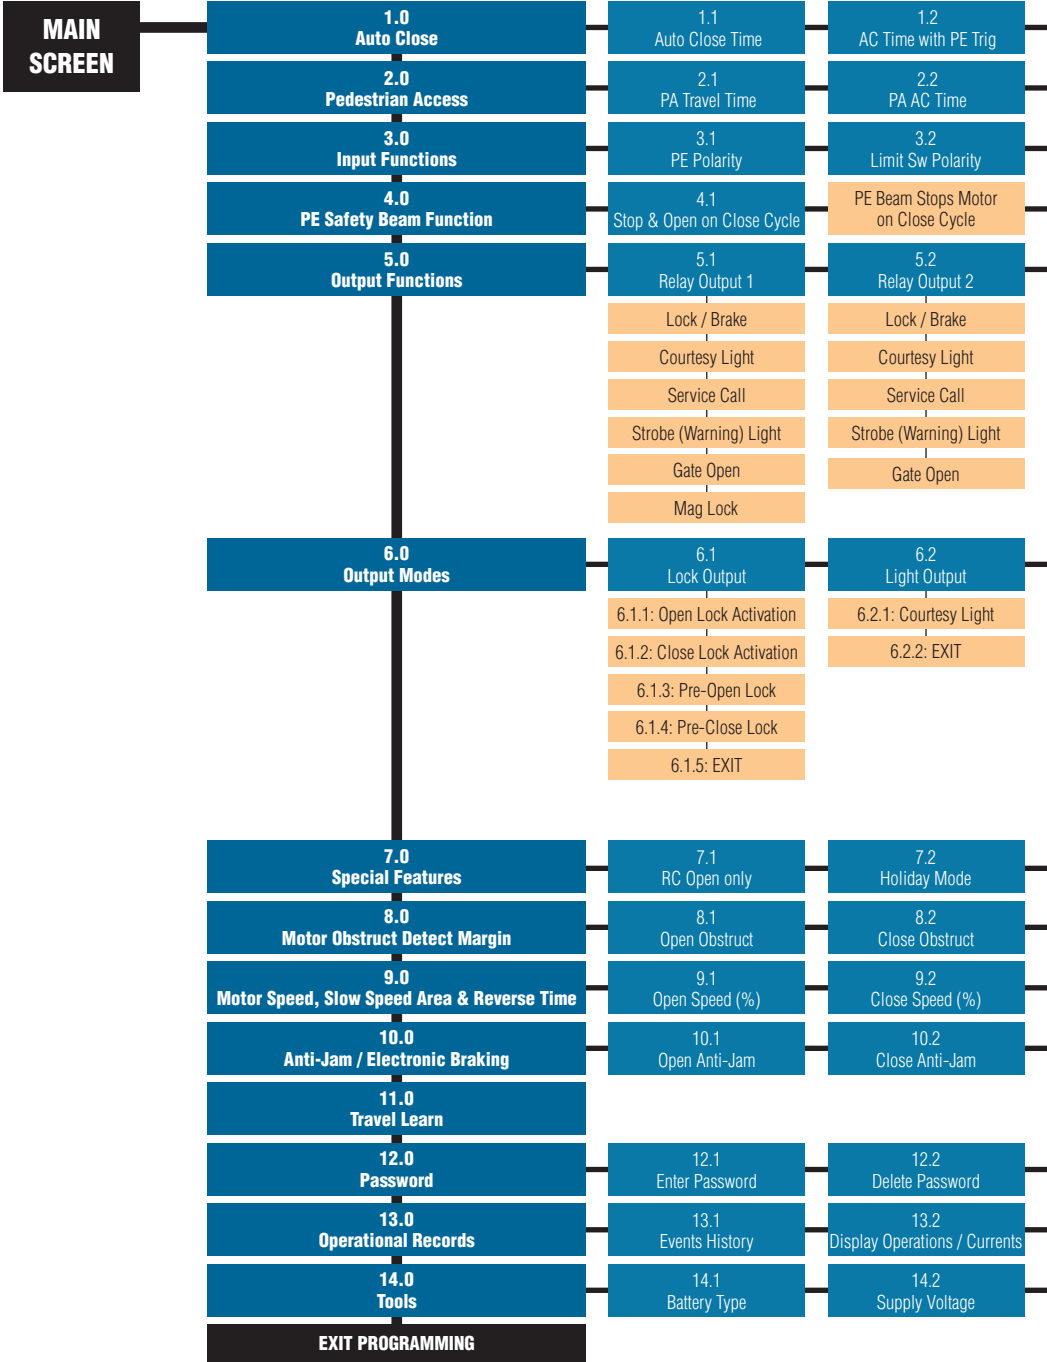 MAIN
SCREEN
1.0
Auto Close
1.1
Auto Close Time
1.2
AC Time with PE Trig
2.0
Pedestrian Access
2.1
PA Travel Time
2.2
PA AC Time
3.0
Input Functions
3.1
PE Polarity
3.2
Limit Sw Polarity
4.0
PE Safety Beam Function
4.1
Stop & Open on Close Cycle
PE Beam Stops Motor
on Close Cycle
5.0
Output Functions
5.1
Relay Output 1
Lock / Brake
Courtesy Light
Service Call
Strobe (Warning) Light
Gate Open
Mag Lock
5.2
Relay Output 2
Lock / Brake
Courtesy Light
Service Call
Strobe (Warning) Light
Gate Open
6.0
Output Modes
6.1
Lock Output
6.1.1: Open Lock Activation
6.1.2: Close Lock Activation
6.1.3: Pre-Open Lock
6.1.4: Pre-Close Lock
6.1.5: EXIT
6.2
Light Output
6.2.1: Courtesy Light
6.2.2: EXIT
7.0
Special Features
7.1
RC Open only
7.2
Holiday Mode
8.0
Motor Obstruct Detect Margin
8.1
Open Obstruct
8.2
Close Obstruct
9.0
Motor Speed, Slow Speed Area & Reverse Time
9.1
Open Speed (%)
9.2
Close Speed (%)
10.0
Anti-Jam / Electronic Braking
10.1
Open Anti-Jam
10.2
Close Anti-Jam
11.0
Travel Learn
12.0
Password
12.1
Enter Password
12.2
Delete Password
13.0
Operational Records
13.1
Events History
13.2
Display Operations / Currents
14.0
Tools
14.1
Battery Type
14.2
Supply Voltage
EXIT PROGRAMMING